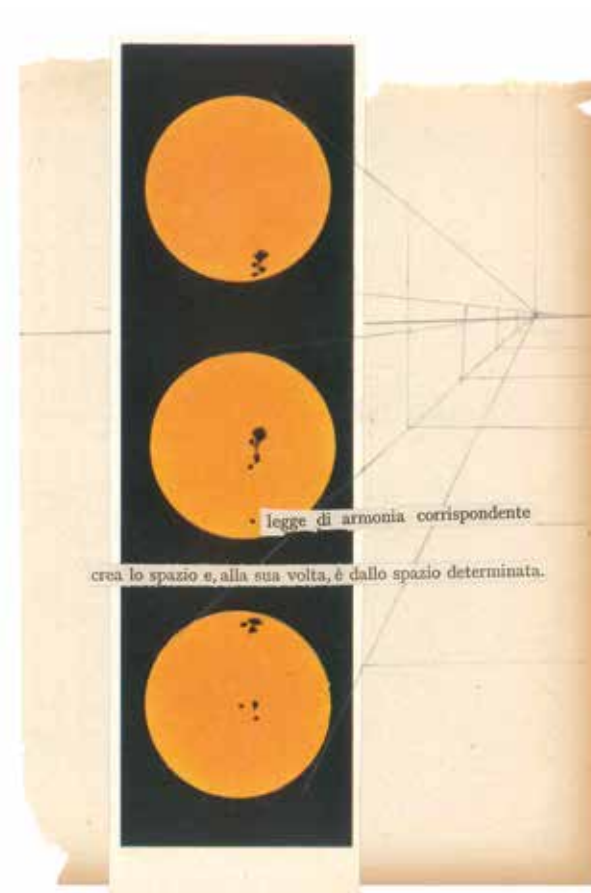 legge di armonia corrispondente
crea lo spazio e, alla sua volta, è dallo spazio determinata.